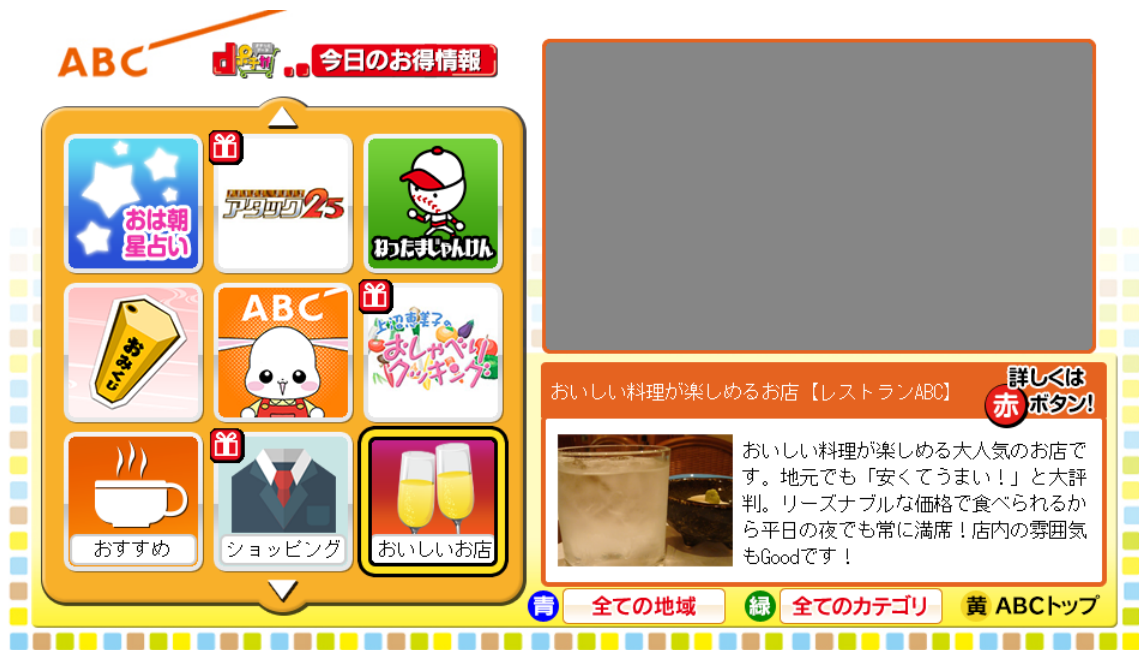 ABC
今日のお得情報
おは朝
星占い
アタック25
ねったまじゃんけん
おみくじ
ABC
上沼恵美子の
おしゃべり
クッキング
おすすめ
ショッピング
おいしいお店
おいしい料理が楽しめるお店【レストランABC】
詳しくは
赤ボタン!
おいしい料理が楽しめる大人気のお店で
す。地元でも「安くてうまい!」と大評
判。リーズナブルな価格で食べられるか
ら平日の夜でも常に満席!店内の雰囲気
もGoodです!
青 全ての地域 緑 全てのカテゴリ 黄 ABCトップ